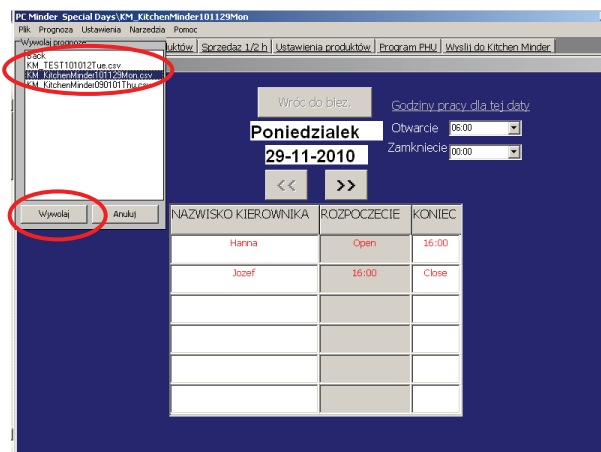 PC Minder Special Days\KM_KitchenMinder101129Mon
Plik Prognoza Ustawienia Narzedzia Pomoc
Wywolaj prognoze
uktów Sprzedaz 1/2 h Ustawienia produktów Program PHU Wyslij do Kitchen Minder
Back
KM_TEST101012Tue.csv
KM_KitchenMinder101129Mon.csv
KM_KitchenMinder090101Thu.csv
Wróc do biez.
Godziny pracy dla tej daty
Poniedzialek
Otwarcie 06:00
29-11-2010
Zamkniecie 00:00
<< >>
Wywolaj Anuluj
NAZWISKO KIEROWNIKA ROZPOCZECIE KONIEC
Hanna Open 16:00
Jozef 16:00 Close